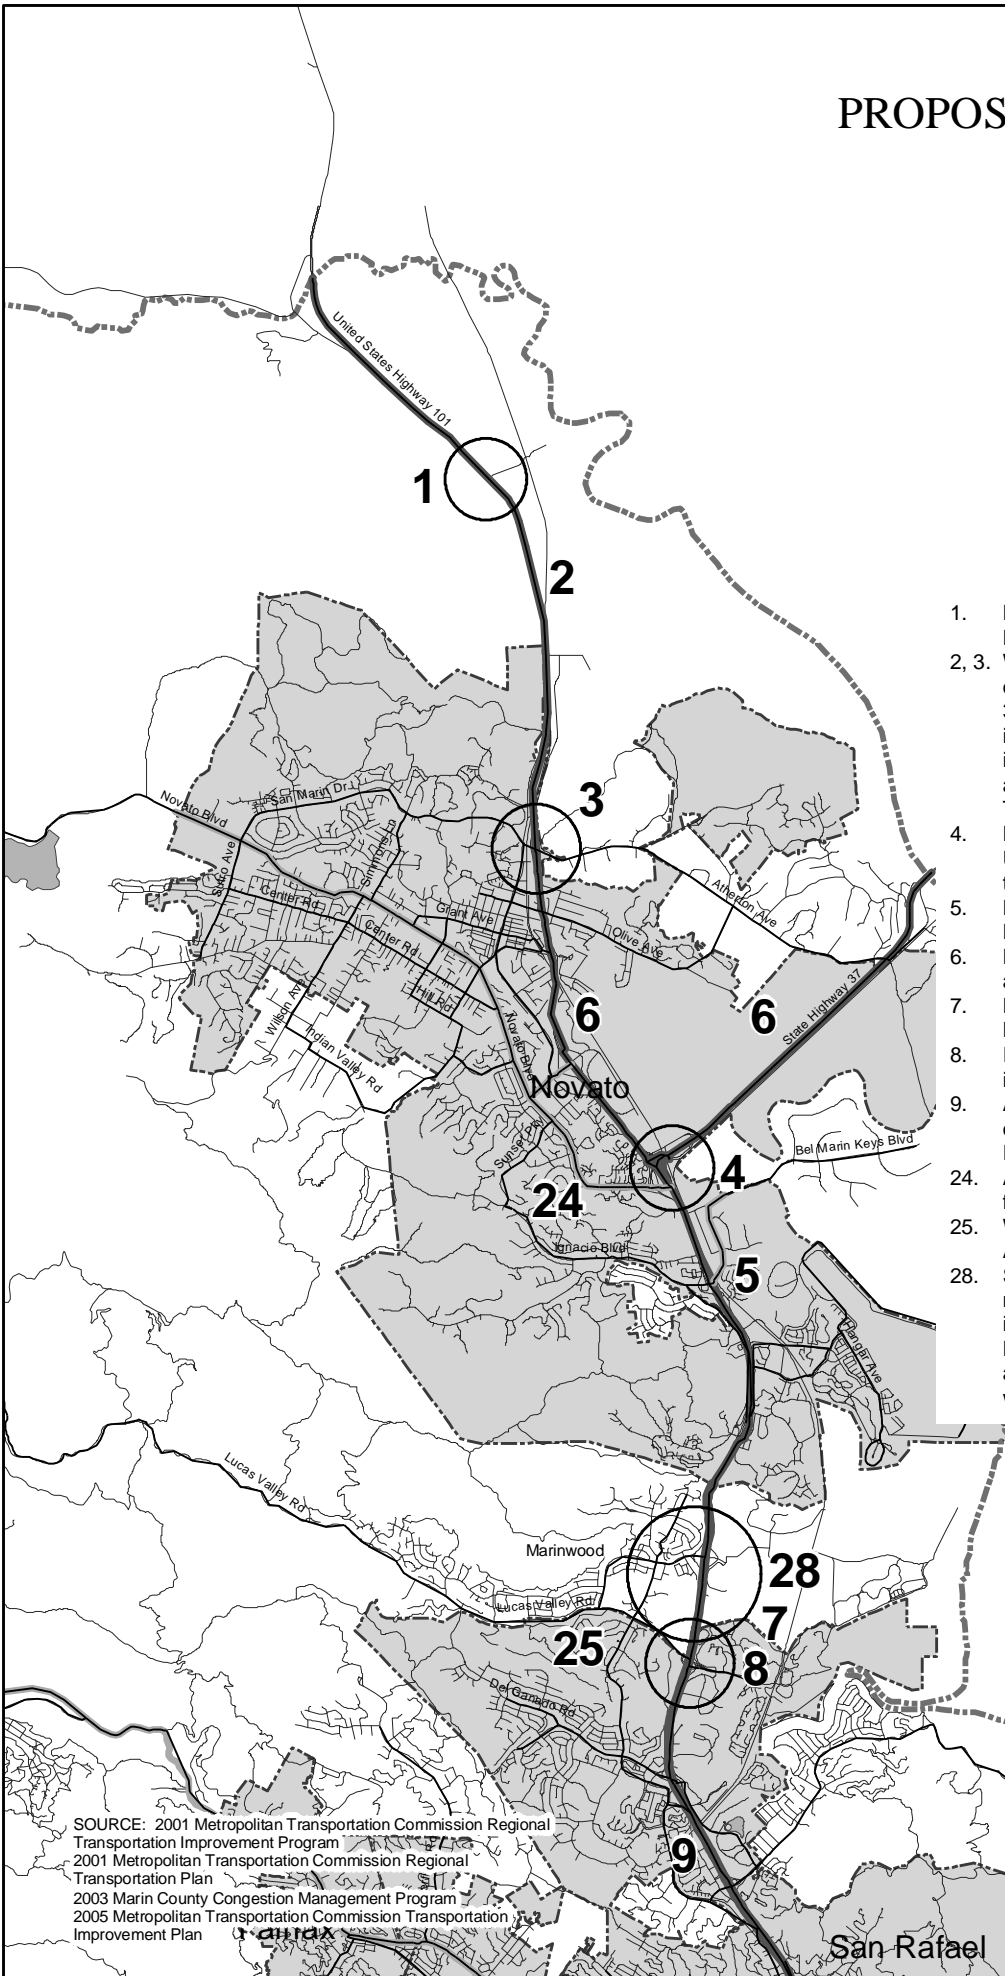 PROPOS
United States Highway 101
1
2
1.
2, 3.
4.
5.
6.
7.
8.
9.
24.
25.
28.
3
San Marin Dr
Novato Blvd
Simmons Ln
Sutro Ave
Center Rd
Center Rd
Grant Ave
Atherton Ave
Olive Ave
Hill Rd
Wilson Ave
Indian Valley Rd
Novato Blvd
6
6
State Highway 37
Novato
Sunset Pky
Bel Marin Keys Blvd
4
24
Ignacio Blvd
5
Hangar Ave
Lucas Valley Rd
Marinwood
28
Lucas Valley Rd
7
25
8
Del Ganado Rd
SOURCE: 2001 Metropolitan Transportation Commission Regional
Transportation Improvement Program
2001 Metropolitan Transportation Commission Regional
Transportation Plan
2003 Marin County Congestion Management Program
2005 Metropolitan Transportation Commission Transportation
Improvement Plan
9
Fairfax
San Rafael